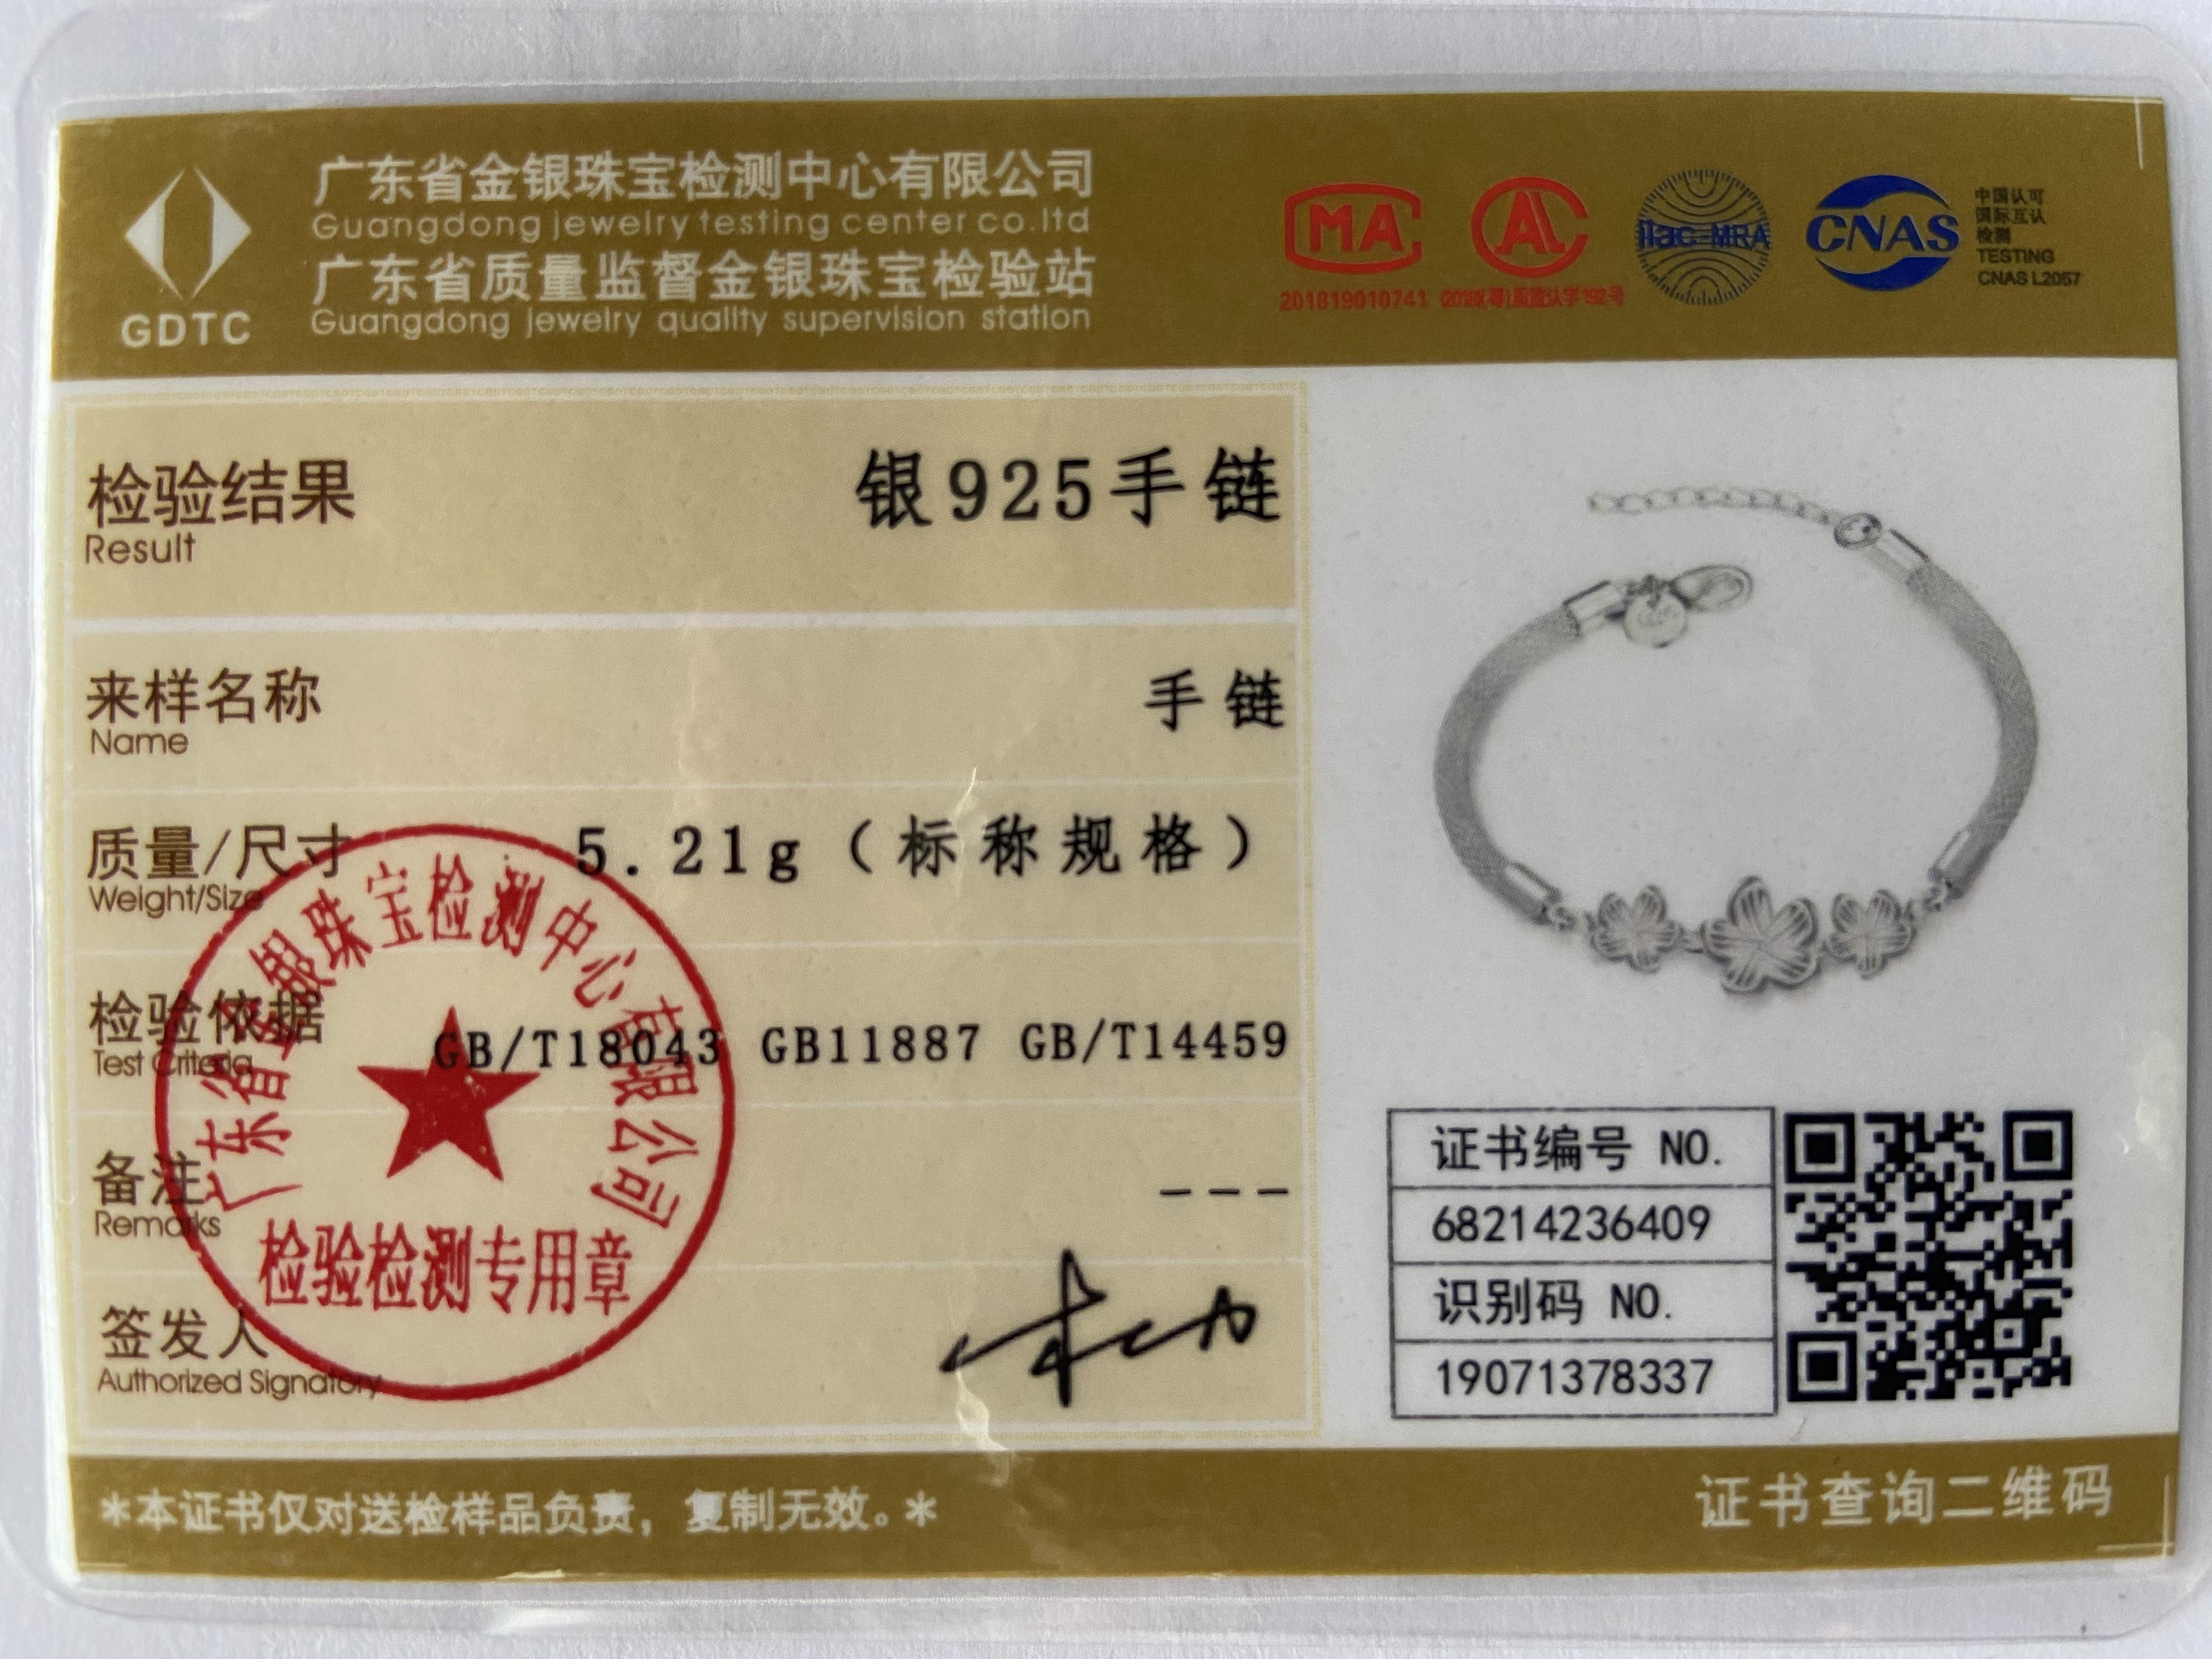 广东省金银珠宝检测中心有限公司
Guangdong jewelry testing center co.ltd
广东省质量监督金银珠宝检验站
Guangdong jewelry quality supervision station
GDTC
MA
201819010741
AL
ilac-MRA
CNAS
中国认可
国际互认
检测
TESTING
CNAS L2057
检验结果 银925手链
Result
来样名称 手链
Name
质量/尺寸 5.21g(标称规格)
Weight/Size
检验依据 GB/T18043 GB11887 GB/T14459
Test Criteria
备注 ---
Remarks
签发人
Authorized Signatory
广东省金银珠宝检测中心有限公司
检验检测专用章
证书编号 NO.
68214236409
识别码 NO.
19071378337
*本证书仅对送检样品负责，复制无效。*
证书查询二维码